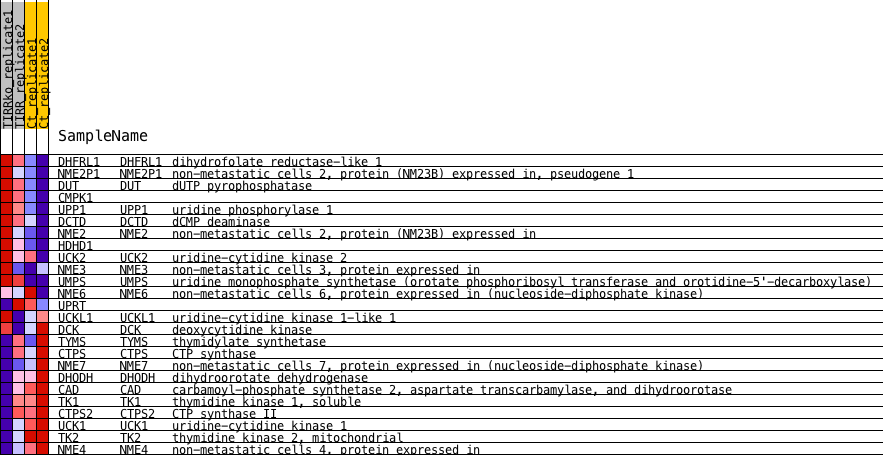 TIRRko_replicate1
TIRR_replicate2
Ct_replicate1
Ct_replicate2
SampleName
DHFRL1 DHFRL1 dihydrofolate reductase-like 1
NME2P1 NME2P1 non-metastatic cells 2, protein (NM23B) expressed in, pseudogene 1
DUT DUT dUTP pyrophosphatase
CMPK1
UPP1 UPP1 uridine phosphorylase 1
DCTD DCTD dCMP deaminase
NME2 NME2 non-metastatic cells 2, protein (NM23B) expressed in
HDHD1
UCK2 UCK2 uridine-cytidine kinase 2
NME3 NME3 non-metastatic cells 3, protein expressed in
UMPS UMPS uridine monophosphate synthetase (orotate phosphoribosyl transferase and orotidine-5'-decarboxylase)
NME6 NME6 non-metastatic cells 6, protein expressed in (nucleoside-diphosphate kinase)
UPRT
UCKL1 UCKL1 uridine-cytidine kinase 1-like 1
DCK DCK deoxycytidine kinase
TYMS TYMS thymidylate synthetase
CTPS CTPS CTP synthase
NME7 NME7 non-metastatic cells 7, protein expressed in (nucleoside-diphosphate kinase)
DHODH DHODH dihydroorotate dehydrogenase
CAD CAD carbamoyl-phosphate synthetase 2, aspartate transcarbamylase, and dihydroorotase
TK1 TK1 thymidine kinase 1, soluble
CTPS2 CTPS2 CTP synthase II
UCK1 UCK1 uridine-cytidine kinase 1
TK2 TK2 thymidine kinase 2, mitochondrial
NME4 NME4 non-metastatic cells 4, protein expressed in